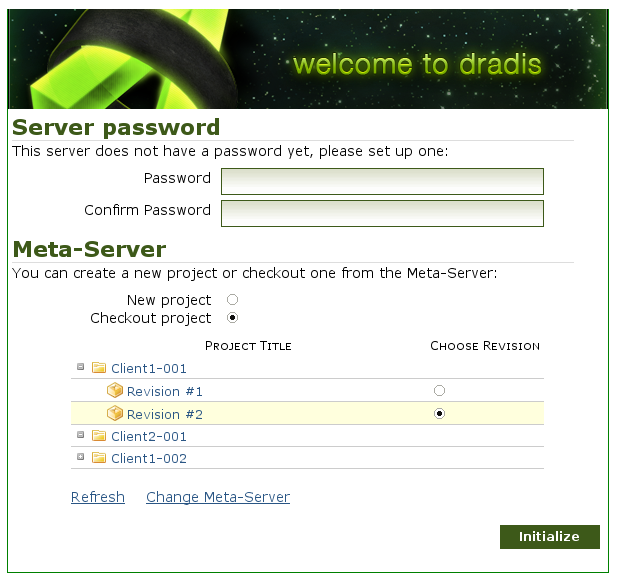 welcome to dradis
Server password
This server does not have a password yet, please set up one:
Password
Confirm Password
Meta-Server
You can create a new project or checkout one from the Meta-Server:
New project
Checkout project
Project Title Choose Revision
Client1-001
Revision #1
Revision #2
Client2-001
Client1-002
Refresh Change Meta-Server
Initialize